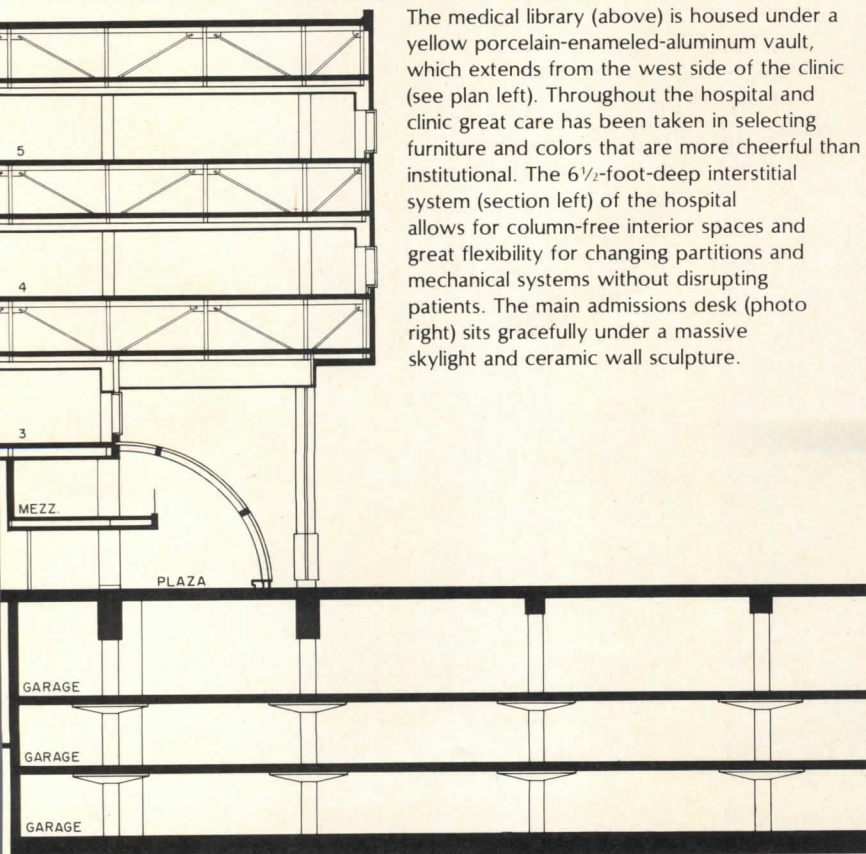 The medical library (above) is housed under a
yellow porcelain-enameled-aluminum vault,
which extends from the west side of the clinic
(see plan left). Throughout the hospital and
clinic great care has been taken in selecting
furniture and colors that are more cheerful than
institutional. The 6½-foot-deep interstitial
system (section left) of the hospital
allows for column-free interior spaces and
great flexibility for changing partitions and
mechanical systems without disrupting
patients. The main admissions desk (photo
right) sits gracefully under a massive
skylight and ceramic wall sculpture.
5
4
3
MEZZ.
PLAZA
GARAGE
GARAGE
GARAGE